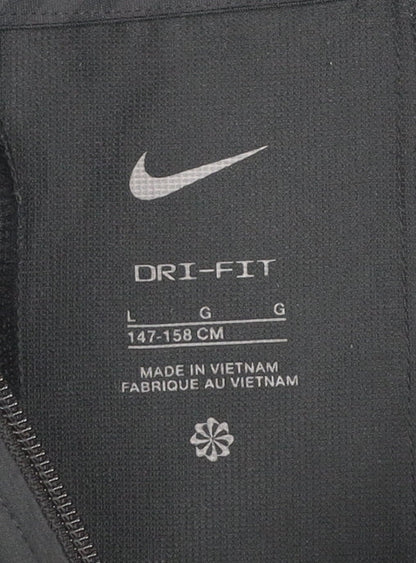 DRI-FIT
L G G
147-158 CM
MADE IN VIETNAM
FABRIQUE AU VIETNAM